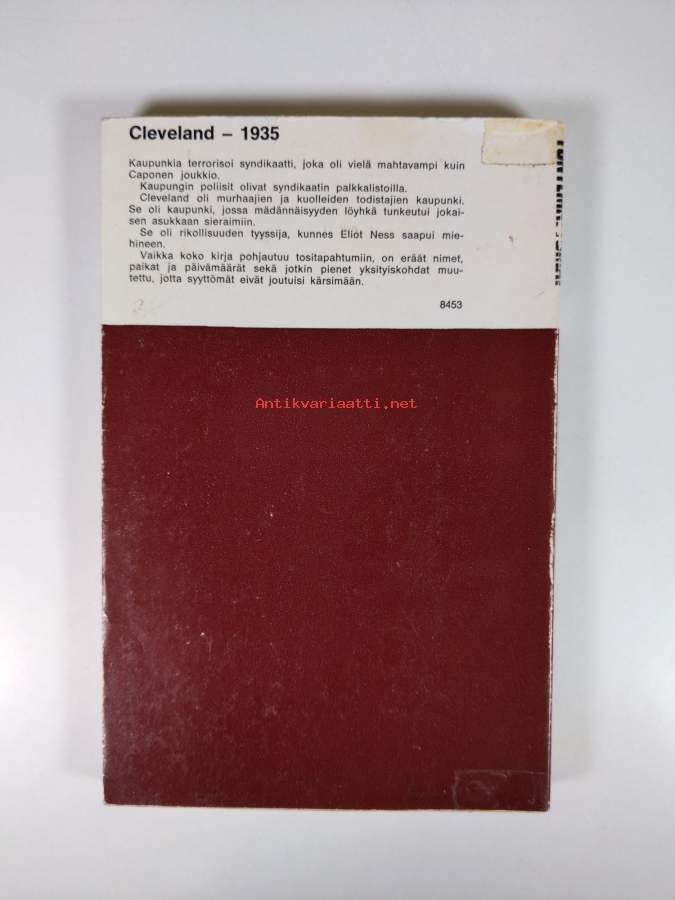 Cleveland – 1935
Kaupunkia terrorisoi syndikaatti, joka oli vielä mahtavampi kuin
Caponen joukkio.
Kaupungin poliisit olivat syndikaatin palkkalistoilla.
Cleveland oli murhaajien ja kuolleiden todistajien kaupunki.
Se oli kaupunki, jossa mädännäisyyden löyhkä tunkeutui jokai-
sen asukkaan sieraimiin.
Se oli rikollisuuden tyyssija, kunnes Eliot Ness saapui mie-
hineen.
Vaikka koko kirja pohjautuu tositapahtumiin, on eräät nimet,
paikat ja päivämäärät sekä jotkin pienet yksityiskohdat muu-
tettu, jotta syyttömät eivät joutuisi kärsimään.
8453
Antikvariaatti.net